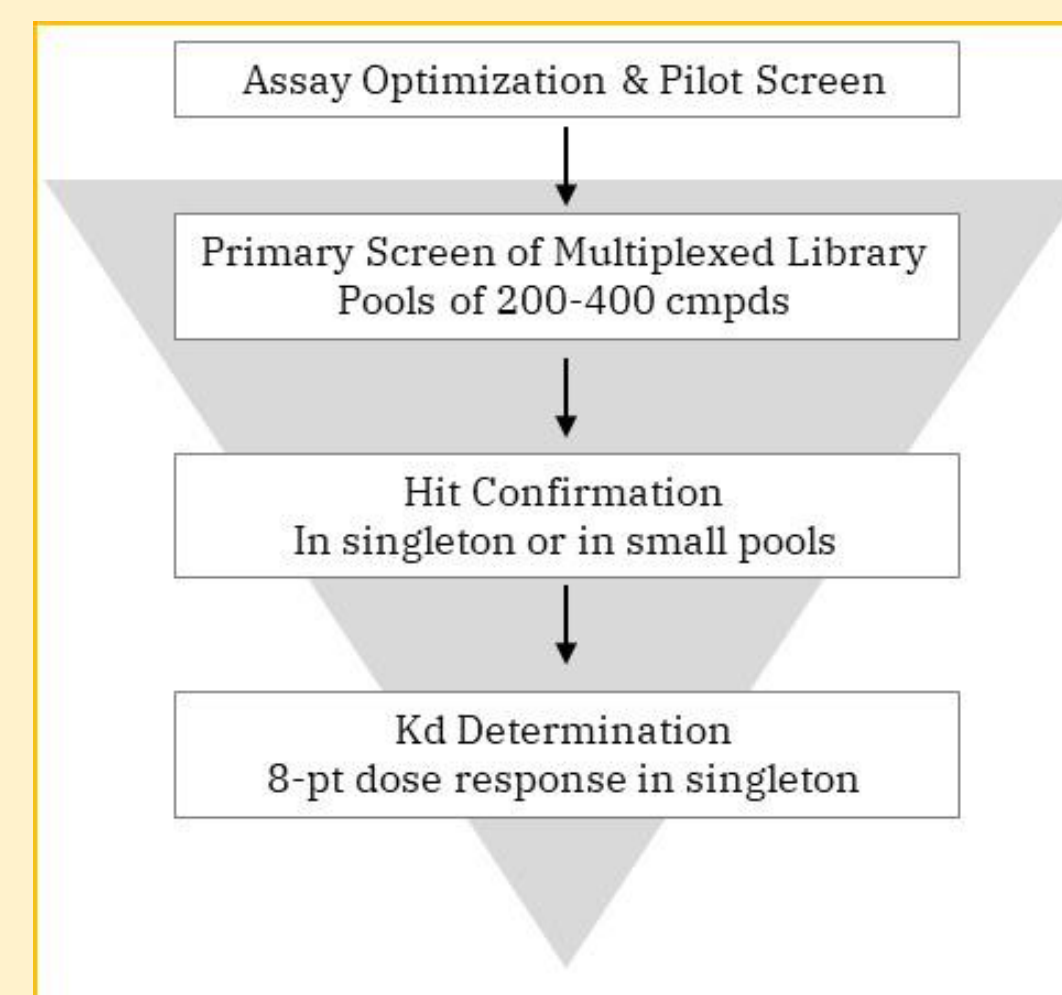 Assay Optimization & Pilot Screen
Primary Screen of Multiplexed Library
Pools of 200-400 cmpds
Hit Confirmation
In singleton or in small pools
Kd Determination
8-pt dose response in singleton